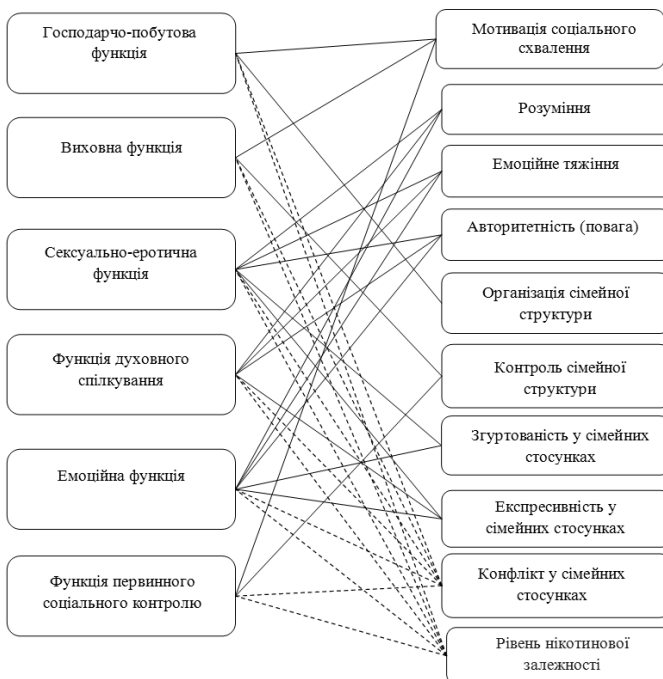 Господарчо-побутова
функція
Виховна функція
Сексуально-еротична
функція
Функція духовного
спілкування
Емоційна функція
Функція первинного
соціального контролю
Мотивація соціального
схвалення
Розуміння
Емоційне тяжіння
Авторитетність (повага)
Організація сімейної
структури
Контроль сімейної
структури
Згуртованість у сімейних
стосунках
Експресивність у
сімейних стосунках
Конфлікт у сімейних
стосунках
Рівень нікотинової
залежності